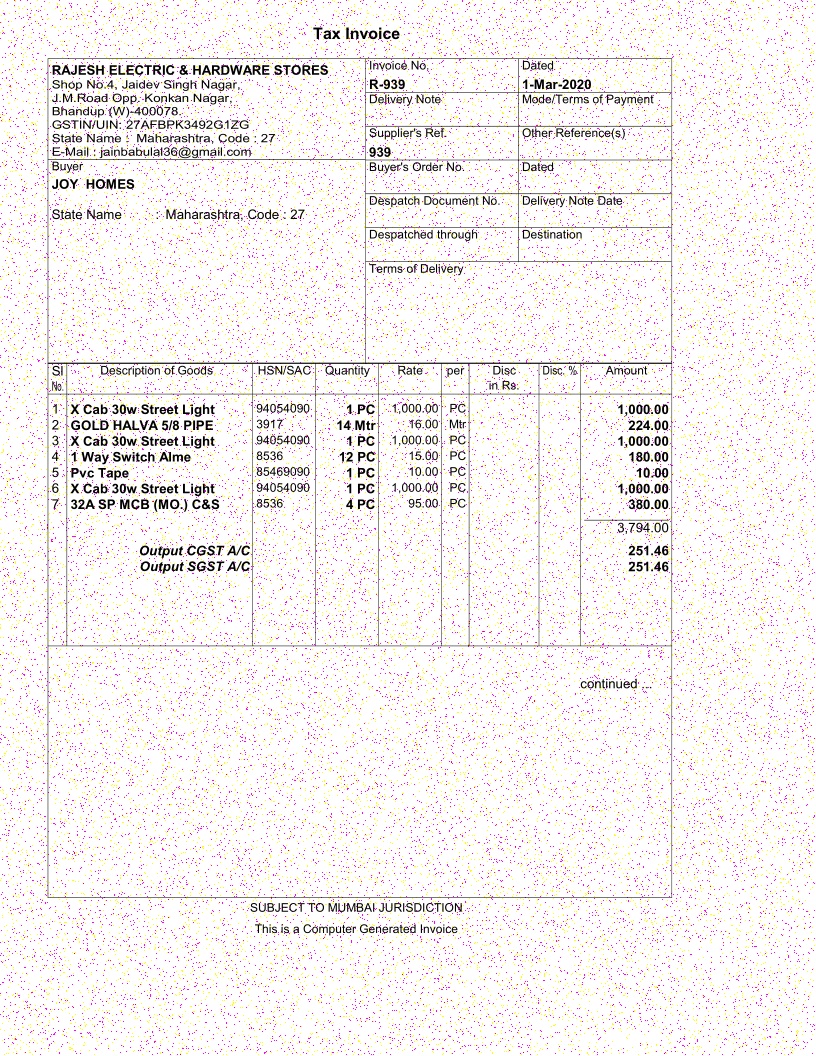 Tax Invoice
RAJESH ELECTRIC & HARDWARE STORES
Shop No.4, Jaidev Singh Nagar,
J.M.Road Opp. Konkan Nagar,
Bhandup (W)-400078.
GSTIN/UIN: 27AFBPK3492G1ZG
State Name : Maharashtra, Code : 27
E-Mail : jainbabulal36@gmail.com
Invoice No. Dated
R-939 1-Mar-2020
Delivery Note Mode/Terms of Payment
Supplier's Ref. Other Reference(s)
939
Buyer
JOY HOMES
State Name : Maharashtra, Code : 27
Buyer's Order No. Dated
Despatch Document No. Delivery Note Date
Despatched through Destination
Terms of Delivery
Sl No. Description of Goods HSN/SAC Quantity Rate per Disc in Rs. Disc. % Amount
1 X Cab 30w Street Light 94054090 1 PC 1,000.00 PC 1,000.00
2 GOLD HALVA 5/8 PIPE 3917 14 Mtr 16.00 Mtr 224.00
3 X Cab 30w Street Light 94054090 1 PC 1,000.00 PC 1,000.00
4 1 Way Switch Alme 8536 12 PC 15.00 PC 180.00
5 Pvc Tape 85469090 1 PC 10.00 PC 10.00
6 X Cab 30w Street Light 94054090 1 PC 1,000.00 PC 1,000.00
7 32A SP MCB (MO.) C&S 8536 4 PC 95.00 PC 380.00
3,794.00
Output CGST A/C 251.46
Output SGST A/C 251.46
continued ...
SUBJECT TO MUMBAI JURISDICTION
This is a Computer Generated Invoice